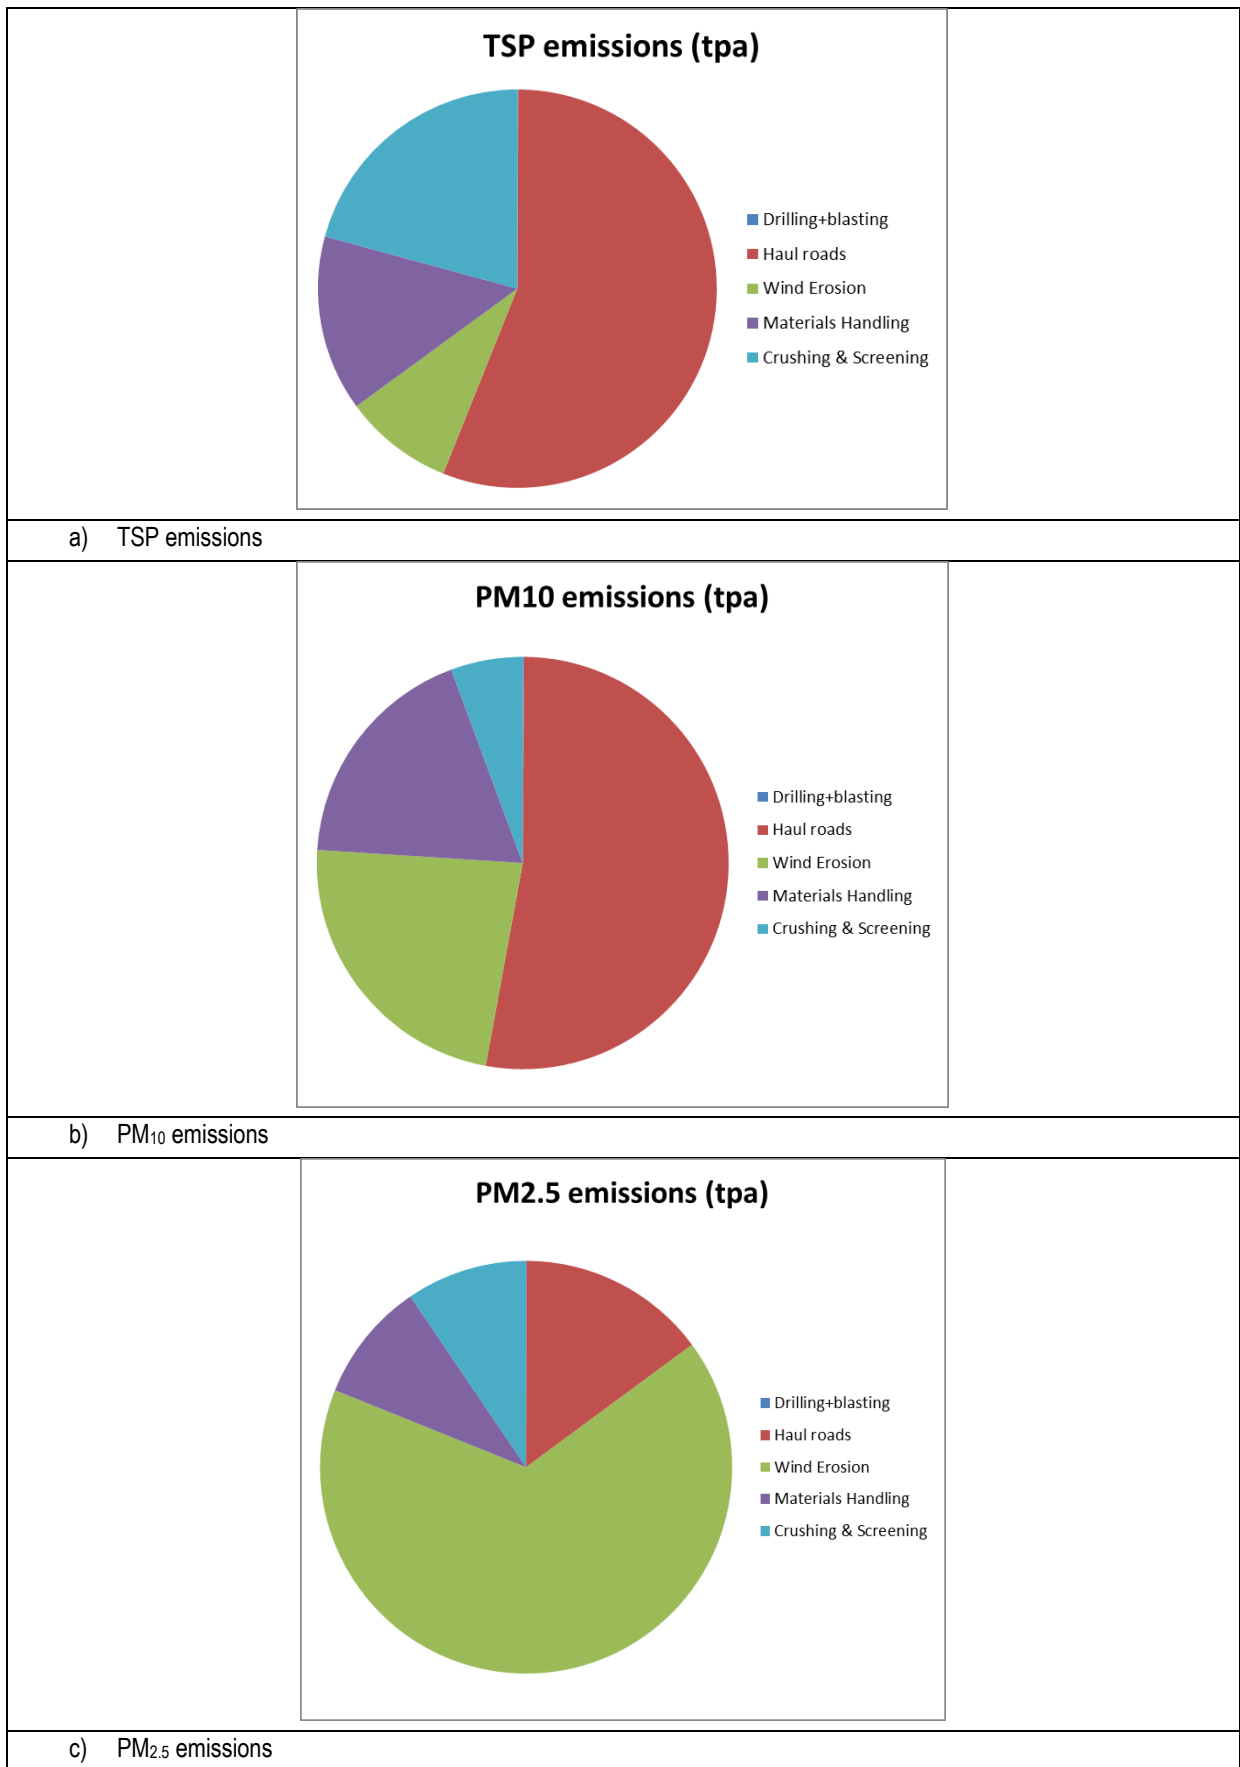 TSP emissions (tpa)
Drilling+blasting
Haul roads
Wind Erosion
Materials Handling
Crushing & Screening
a) TSP emissions
PM10 emissions (tpa)
Drilling+blasting
Haul roads
Wind Erosion
Materials Handling
Crushing & Screening
b) PM₁₀ emissions
PM2.5 emissions (tpa)
Drilling+blasting
Haul roads
Wind Erosion
Materials Handling
Crushing & Screening
c) PM₂.₅ emissions